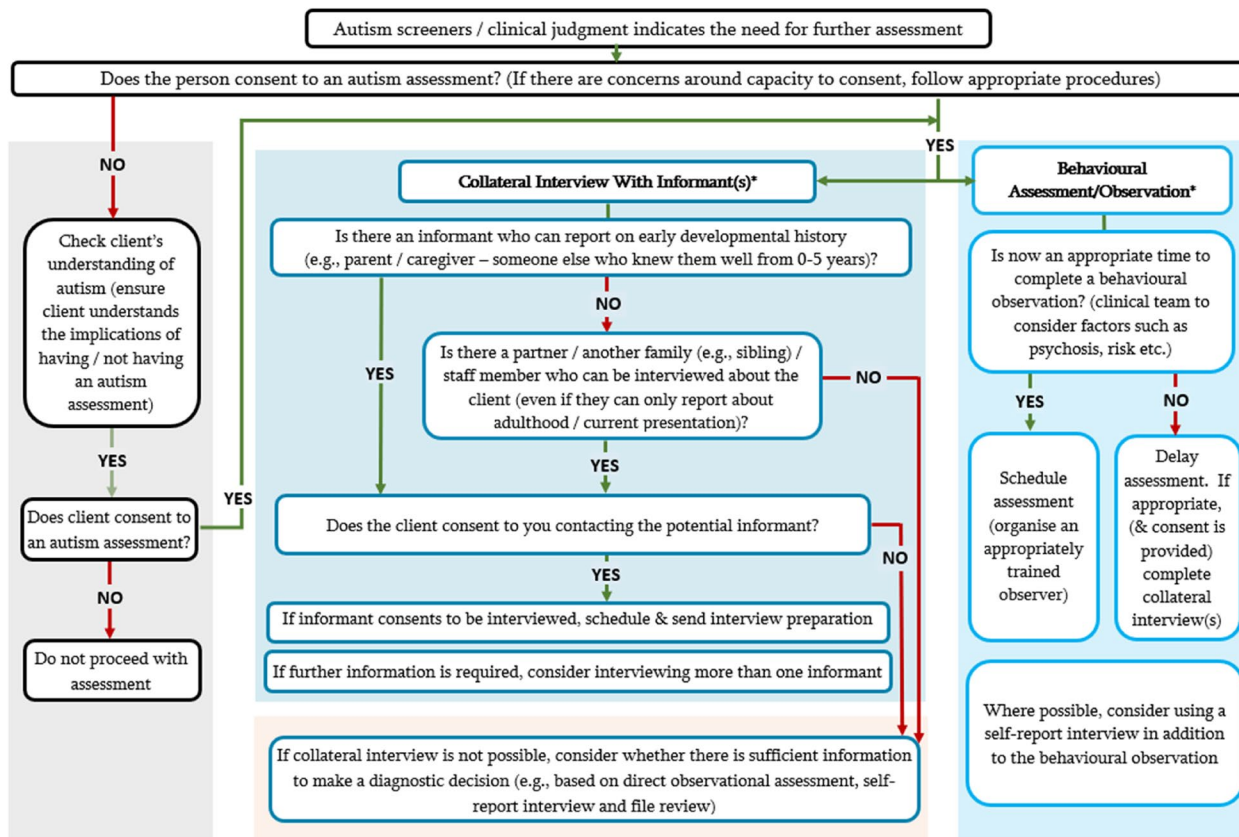 Autism screeners / clinical judgment indicates the need for further assessment
Does the person consent to an autism assessment? (If there are concerns around capacity to consent, follow appropriate procedures)
NO
Check client's
understanding of
autism (ensure
client understands
the implications of
having / not having
an autism
assessment)
YES
Does client consent to
an autism assessment?
YES
NO
Do not proceed with
assessment
YES
Collateral Interview With Informant(s)*
Is there an informant who can report on early developmental history
(e.g., parent / caregiver – someone else who knew them well from 0-5 years)?
YES
NO
Is there a partner / another family (e.g., sibling) /
staff member who can be interviewed about the
client (even if they can only report about
adulthood / current presentation)?
NO
YES
Does the client consent to you contacting the potential informant?
NO
YES
If informant consents to be interviewed, schedule & send interview preparation
If further information is required, consider interviewing more than one informant
If collateral interview is not possible, consider whether there is sufficient information
to make a diagnostic decision (e.g., based on direct observational assessment, self-
report interview and file review)
Behavioural
Assessment/Observation*
Is now an appropriate time to
complete a behavioural
observation? (clinical team to
consider factors such as
psychosis, risk etc.)
YES
NO
Schedule
assessment
(organise an
appropriately
trained
observer)
Delay
assessment. If
appropriate,
(& consent is
provided)
complete
collateral
interview(s)
Where possible, consider using a
self-report interview in addition
to the behavioural observation